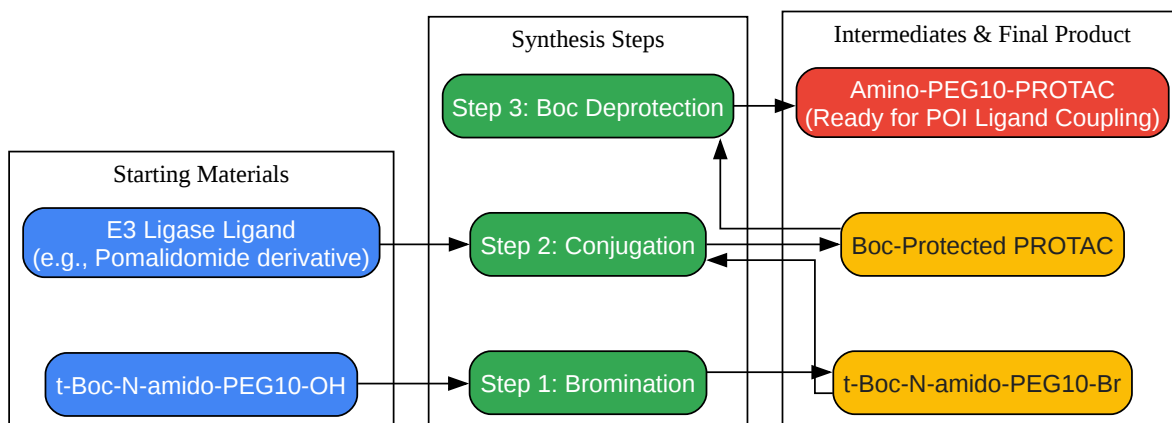 Starting Materials
E3 Ligase Ligand
(e.g., Pomalidomide derivative)
t-Boc-N-amido-PEG10-OH
Synthesis Steps
Step 3: Boc Deprotection
Step 2: Conjugation
Step 1: Bromination
Intermediates & Final Product
Amino-PEG10-PROTAC
(Ready for POI Ligand Coupling)
Boc-Protected PROTAC
t-Boc-N-amido-PEG10-Br